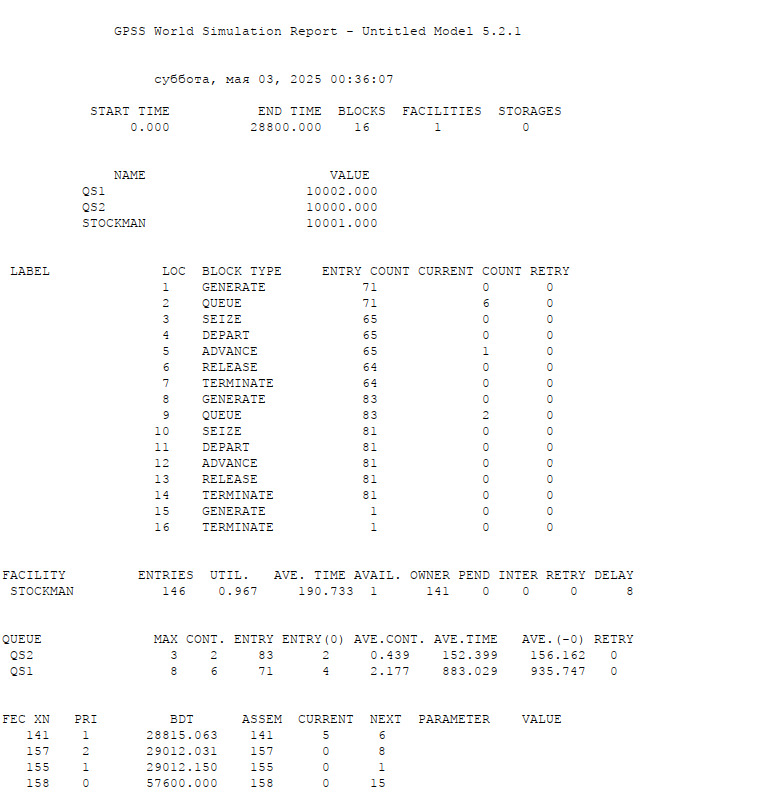 GPSS World Simulation Report - Untitled Model 5.2.1
суббота, мая 03, 2025 00:36:07
START TIME END TIME BLOCKS FACILITIES STORAGES
0.000 28800.000 16 1 0
NAME VALUE
QS1 10002.000
QS2 10000.000
STOCKMAN 10001.000
LABEL LOC BLOCK TYPE ENTRY COUNT CURRENT COUNT RETRY
1 GENERATE 71 0 0
2 QUEUE 71 6 0
3 SEIZE 65 0 0
4 DEPART 65 0 0
5 ADVANCE 65 1 0
6 RELEASE 64 0 0
7 TERMINATE 64 0 0
8 GENERATE 83 0 0
9 QUEUE 83 2 0
10 SEIZE 81 0 0
11 DEPART 81 0 0
12 ADVANCE 81 0 0
13 RELEASE 81 0 0
14 TERMINATE 81 0 0
15 GENERATE 1 0 0
16 TERMINATE 1 0 0
FACILITY ENTRIES UTIL. AVE. TIME AVAIL. OWNER PEND INTER RETRY DELAY
STOCKMAN 146 0.967 190.733 1 141 0 0 0 8
QUEUE MAX CONT. ENTRY ENTRY(0) AVE.CONT. AVE.TIME AVE.(-0) RETRY
QS2 3 2 83 2 0.439 152.399 156.162 0
QS1 8 6 71 4 2.177 883.029 935.747 0
FEC XN PRI BDT ASSEM CURRENT NEXT PARAMETER VALUE
141 1 28815.063 141 5 6
157 2 29012.031 157 0 8
155 1 29012.150 155 0 1
158 0 57600.000 158 0 15